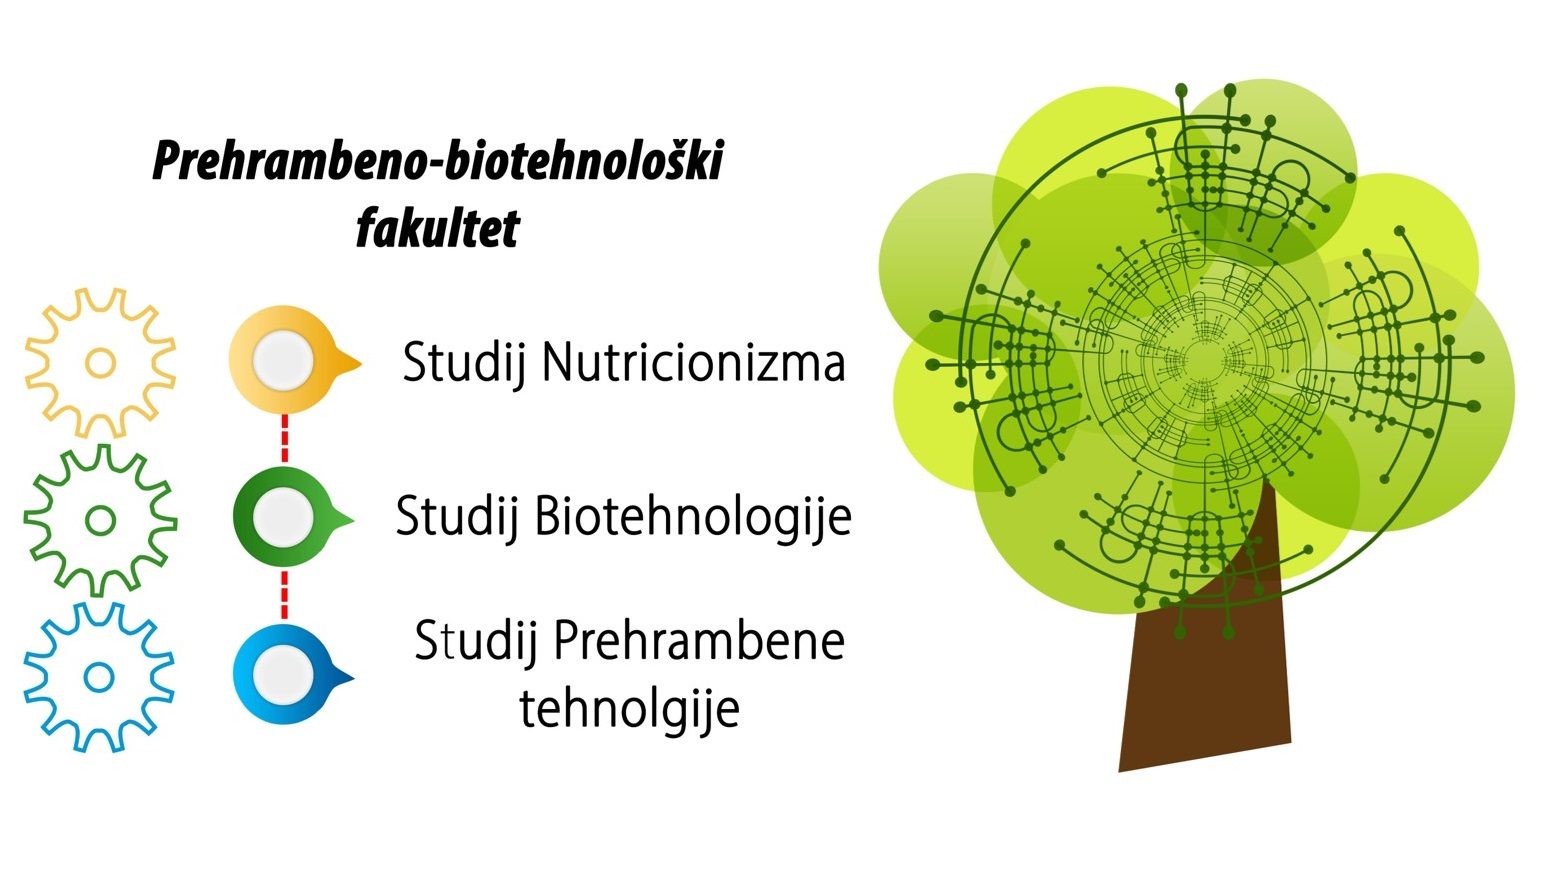 Prehrambeno-biotehnološki
fakultet
Studij Nutricionizma
Studij Biotehnologije
Studij Prehrambene
tehnolgije